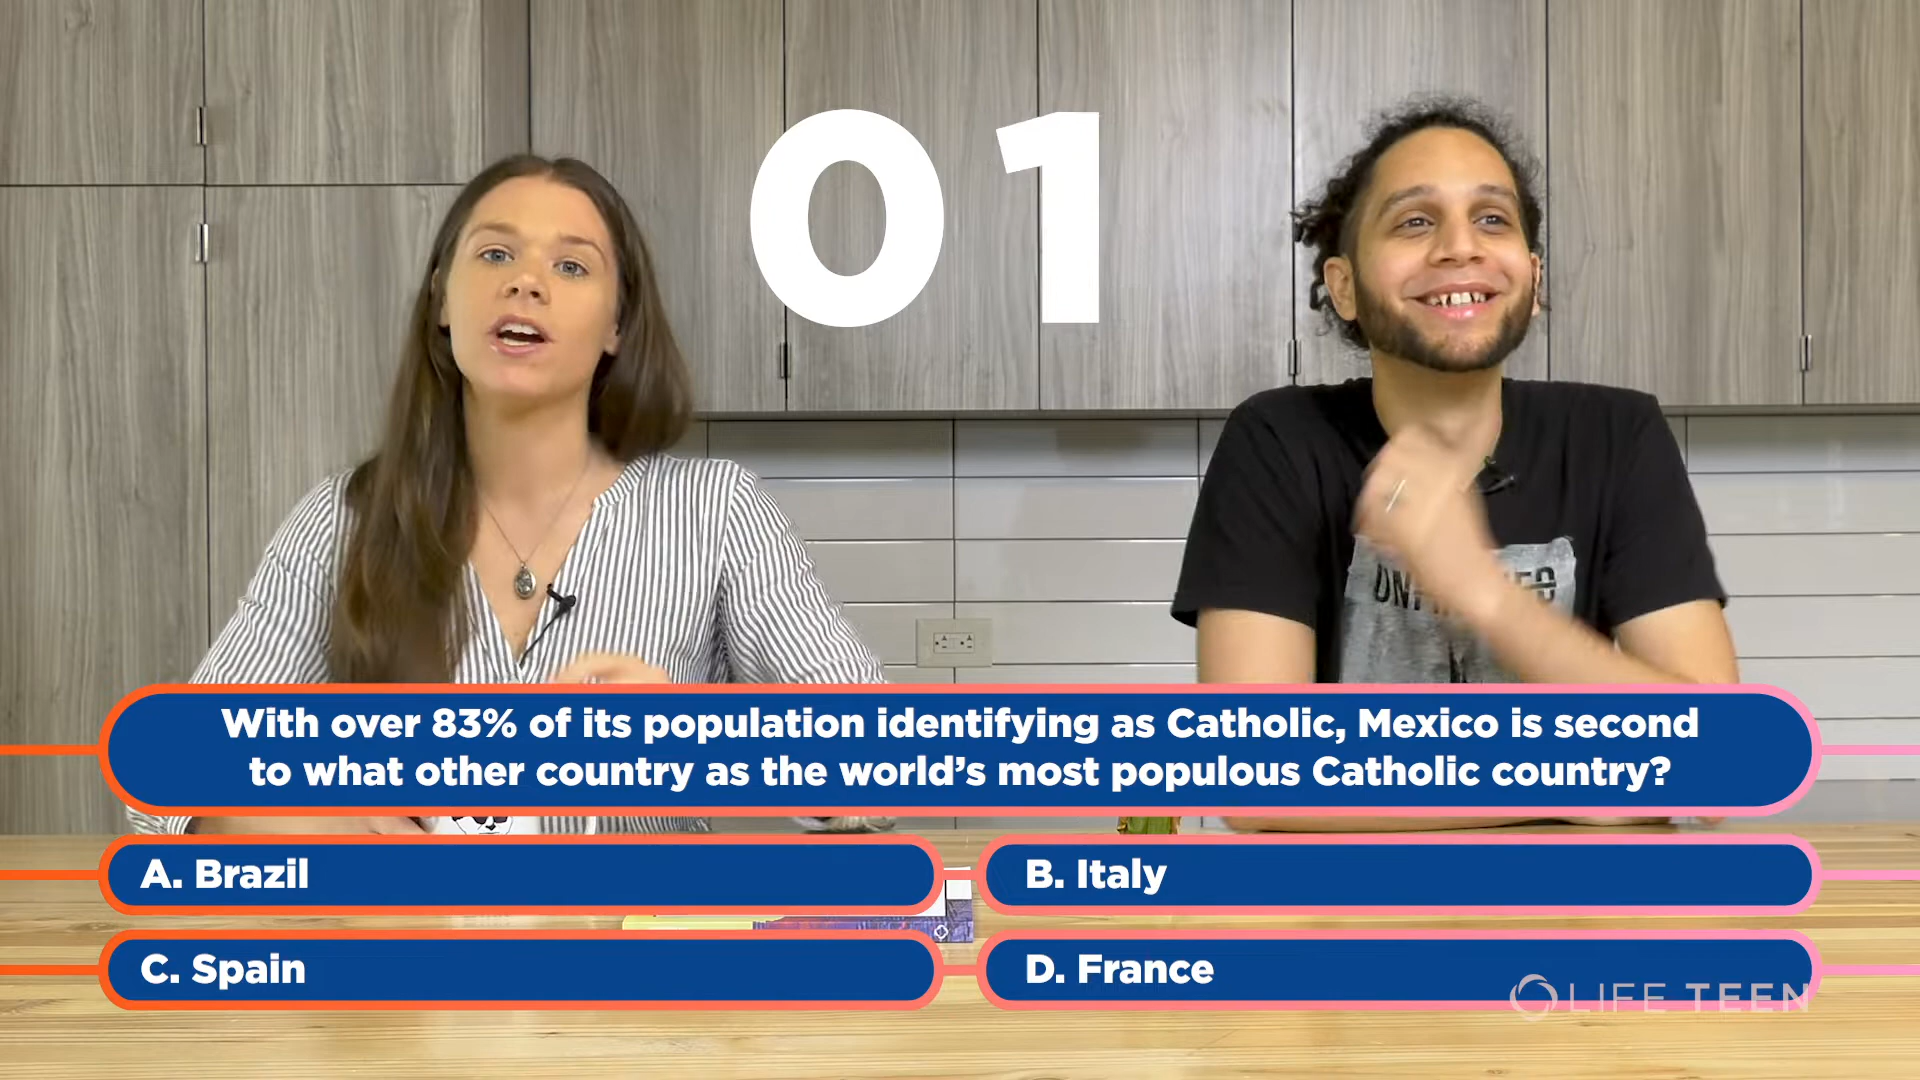 01
With over 83% of its population identifying as Catholic, Mexico is second
to what other country as the world's most populous Catholic country?
A. Brazil
B. Italy
C. Spain
D. France
LIFE TEEN